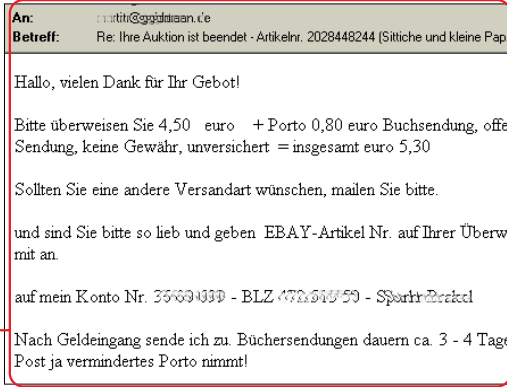 An:
Betreff: Re: Ihre Auktion ist beendet - Artikelnr. 2028448244 (Sittiche und kleine Pap
Hallo, vielen Dank für Ihr Gebot!
Bitte überweisen Sie 4,50 euro + Porto 0,80 euro Buchsendung, offe
Sendung, keine Gewähr, unversichert = insgesamt euro 5,30
Sollten Sie eine andere Versandart wünschen, mailen Sie bitte.
und sind Sie bitte so lieb und geben EBAY-Artikel Nr. auf Ihrer Überw
mit an.
auf mein Konto Nr. - BLZ -
Nach Geldeingang sende ich zu. Büchersendungen dauern ca. 3 - 4 Tage
Post ja vermindertes Porto nimmt!